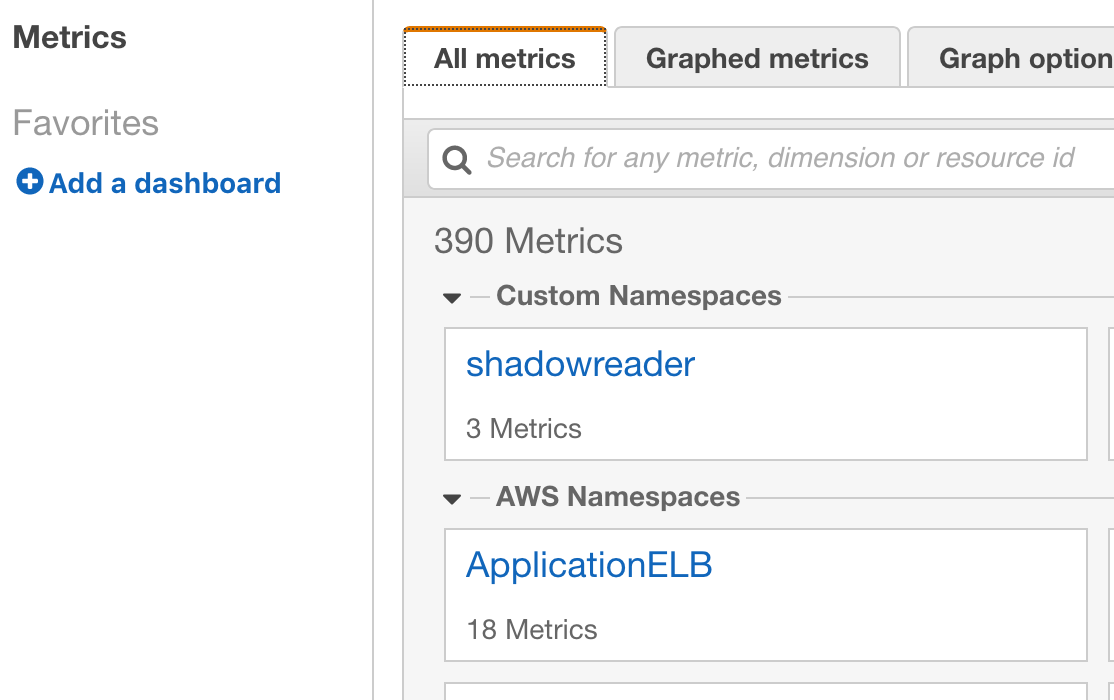 Metrics
Favorites
Add a dashboard
All metrics
Graphed metrics
Graph option
Search for any metric, dimension or resource id
390 Metrics
Custom Namespaces
shadowreader
3 Metrics
AWS Namespaces
ApplicationELB
18 Metrics